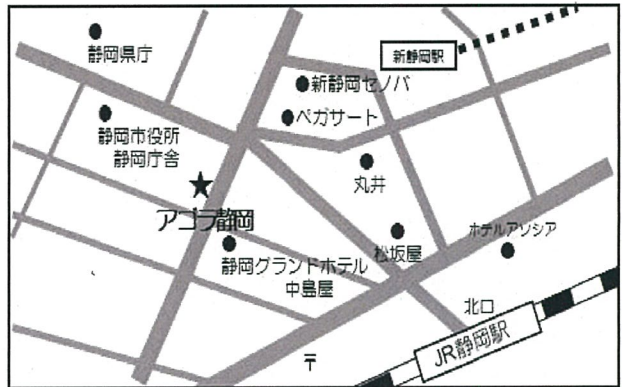 静岡県庁
新静岡駅
新静岡セノバ
ペガサート
静岡市役所
静岡庁舎
丸井
アゴラ静岡
静岡グランドホテル
中島屋
松坂屋
ホテルアソシア
北口
JR静岡駅
〒